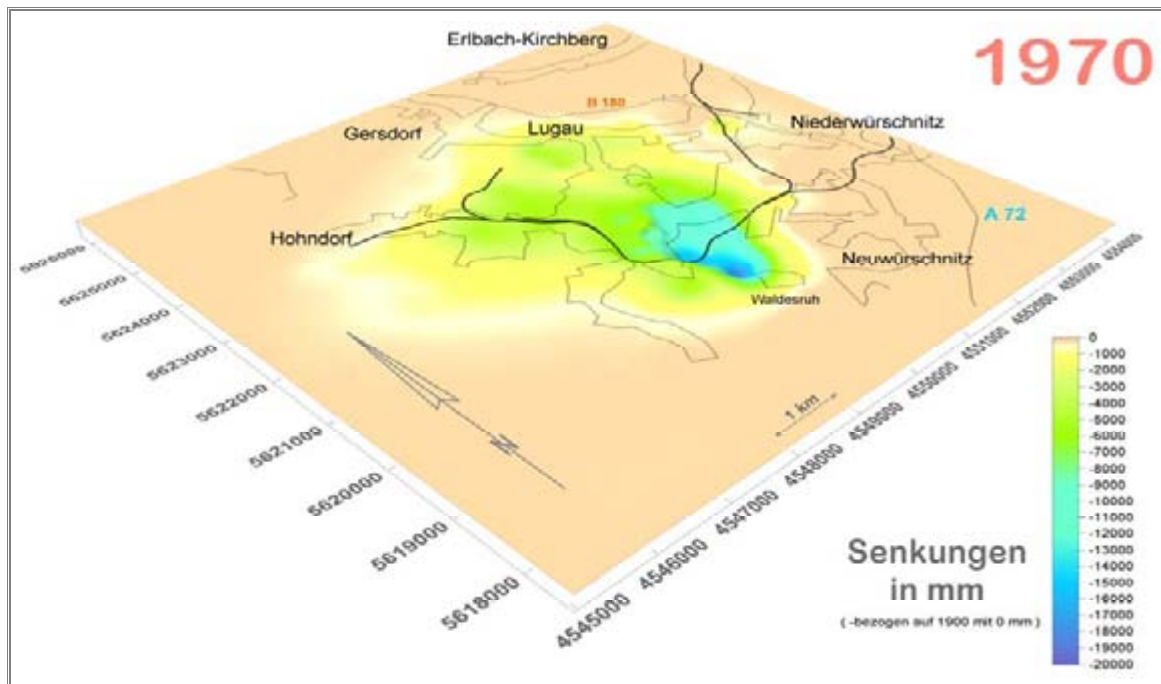 1970
Erlbach-Kirchberg
B 180
Niederwürschnitz
Gersdorf
Lugau
A 72
Hohndorf
Neuwürschnitz
Waldesruh
5626000
5625000
5624000
5623000
5622000
5621000
5620000
5619000
5618000
4554000
4553000
4552000
4551000
4550000
4549000
4548000
4547000
4546000
4545000
N
1 km
Senkungen
in mm
( -bezogen auf 1900 mit 0 mm )
0
-1000
-2000
-3000
-4000
-5000
-6000
-7000
-8000
-9000
-10000
-11000
-12000
-13000
-14000
-15000
-16000
-17000
-18000
-19000
-20000